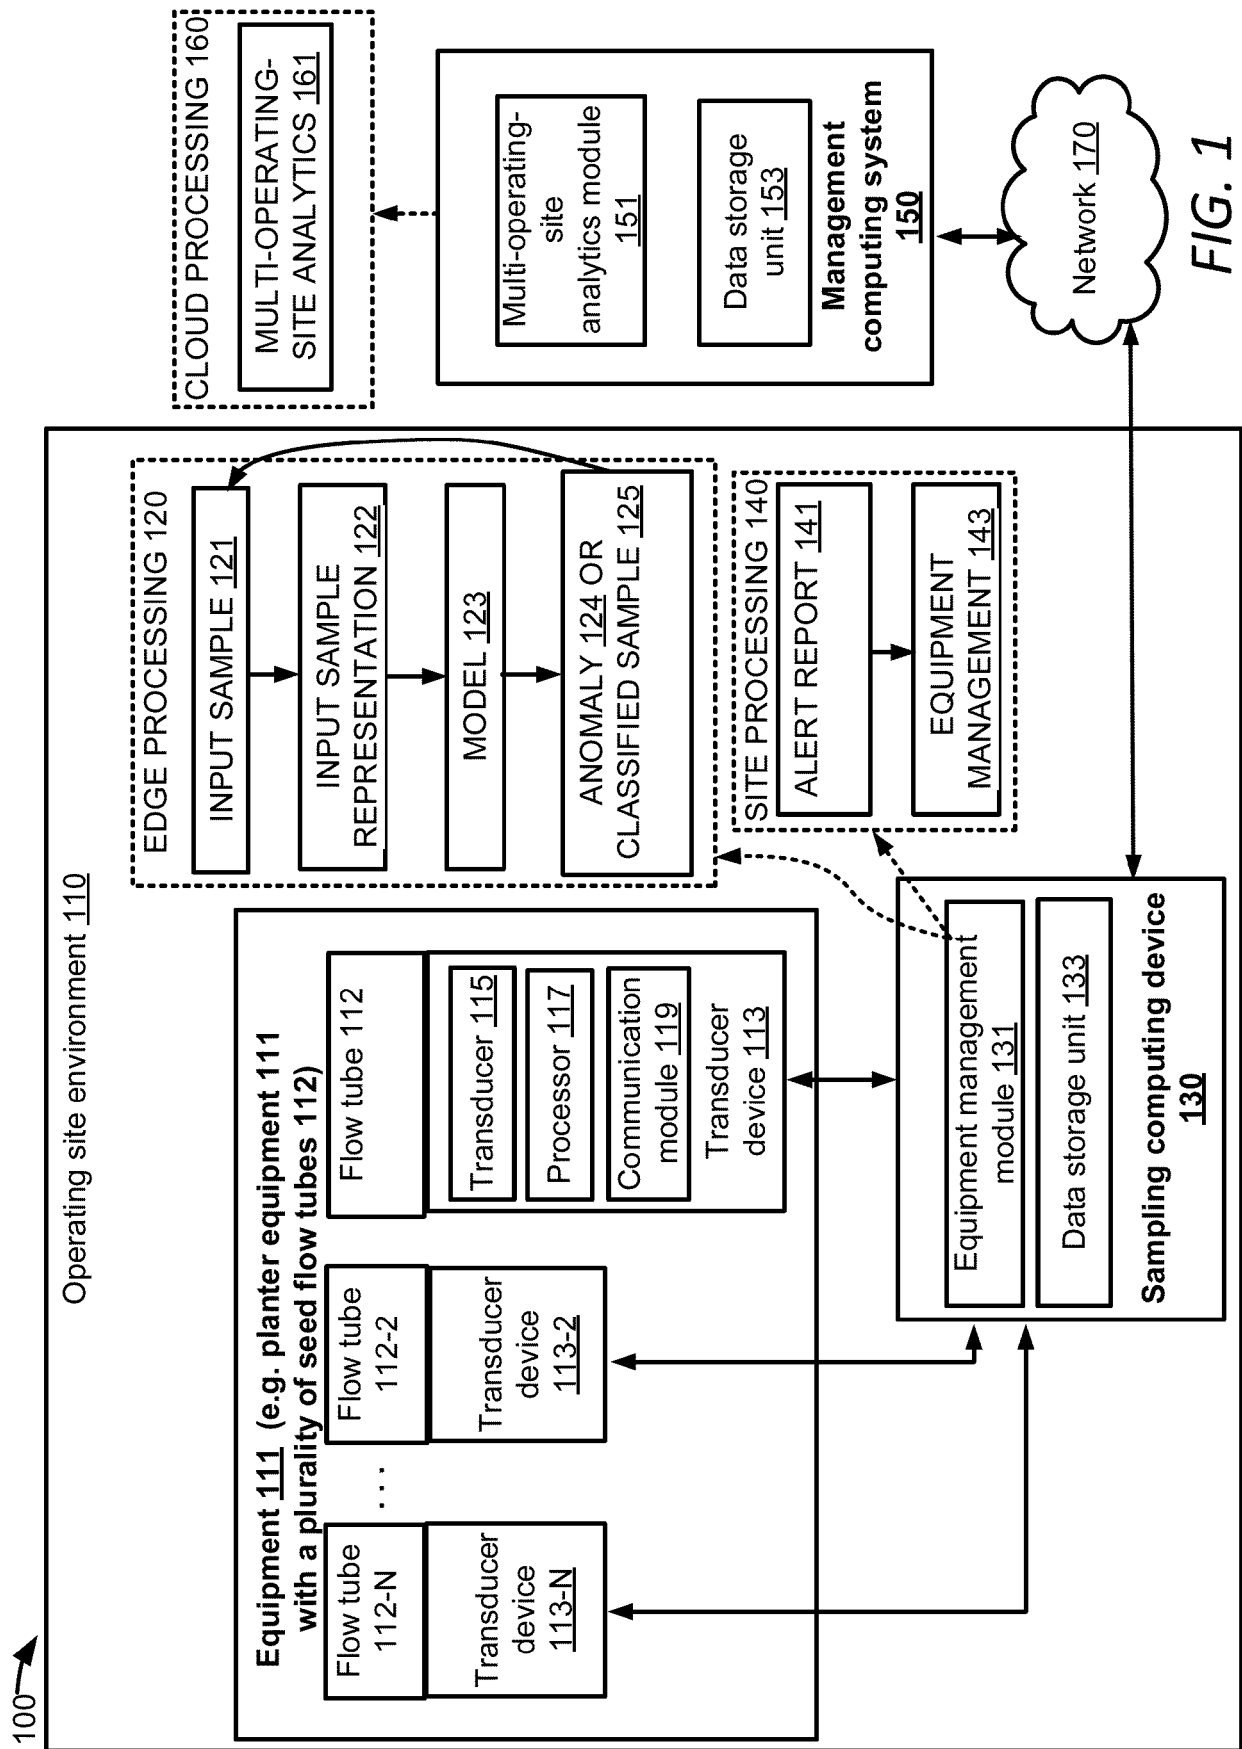 100
Operating site environment 110
Equipment 111 (e.g. planter equipment 111
with a plurality of seed flow tubes 112)
Flow tube
112-N
Transducer
device
113-N
. . .
Flow tube
112-2
Transducer
device
113-2
Flow tube 112
Transducer 115
Processor 117
Communication
module 119
Transducer
device 113
EDGE PROCESSING 120
INPUT SAMPLE 121
INPUT SAMPLE
REPRESENTATION 122
MODEL 123
ANOMALY 124 OR
CLASSIFIED SAMPLE 125
SITE PROCESSING 140
ALERT REPORT 141
EQUIPMENT
MANAGEMENT 143
Equipment management
module 131
Data storage unit 133
Sampling computing device
130
CLOUD PROCESSING 160
MULTI-OPERATING-
SITE ANALYTICS 161
Multi-operating-
site
analytics module
151
Data storage
unit 153
Management
computing system
150
Network 170
FIG. 1